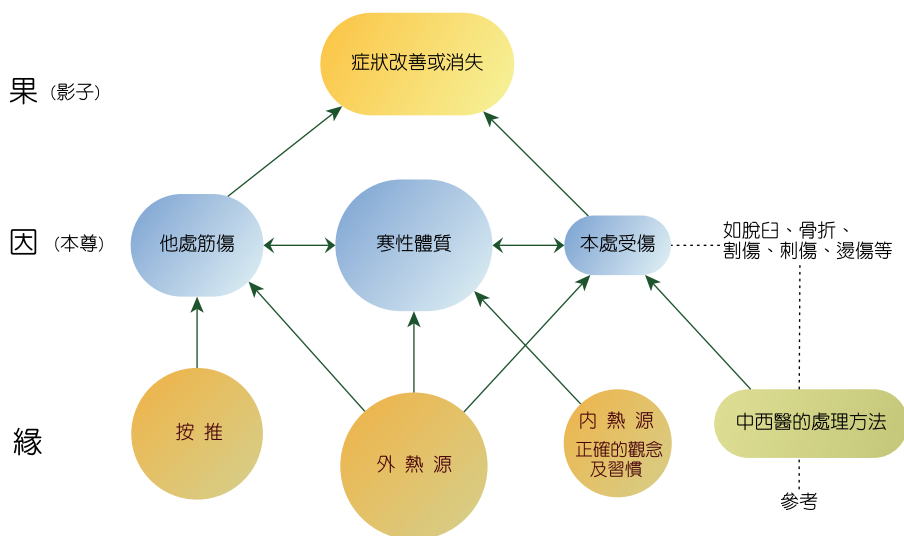 症狀改善或消失
果（影子）
因（本尊）
他處筋傷
寒性體質
本處受傷
如脫臼、骨折、
割傷、刺傷、燙傷等
緣
按推
外熱源
內熱源
正確的觀念
及習慣
中西醫的處理方法
參考